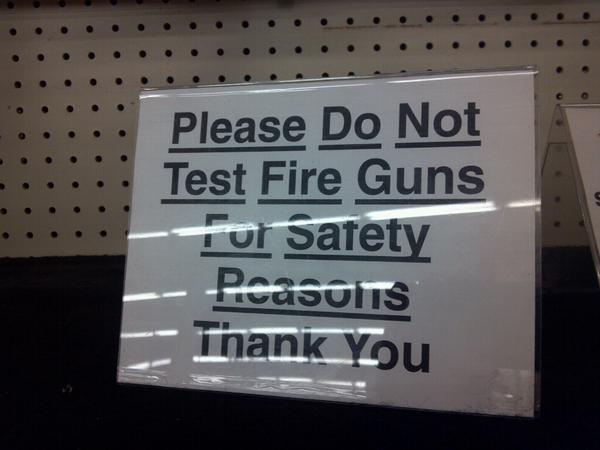 Please Do Not
Test Fire Guns
For Safety
Reasons
Thank You